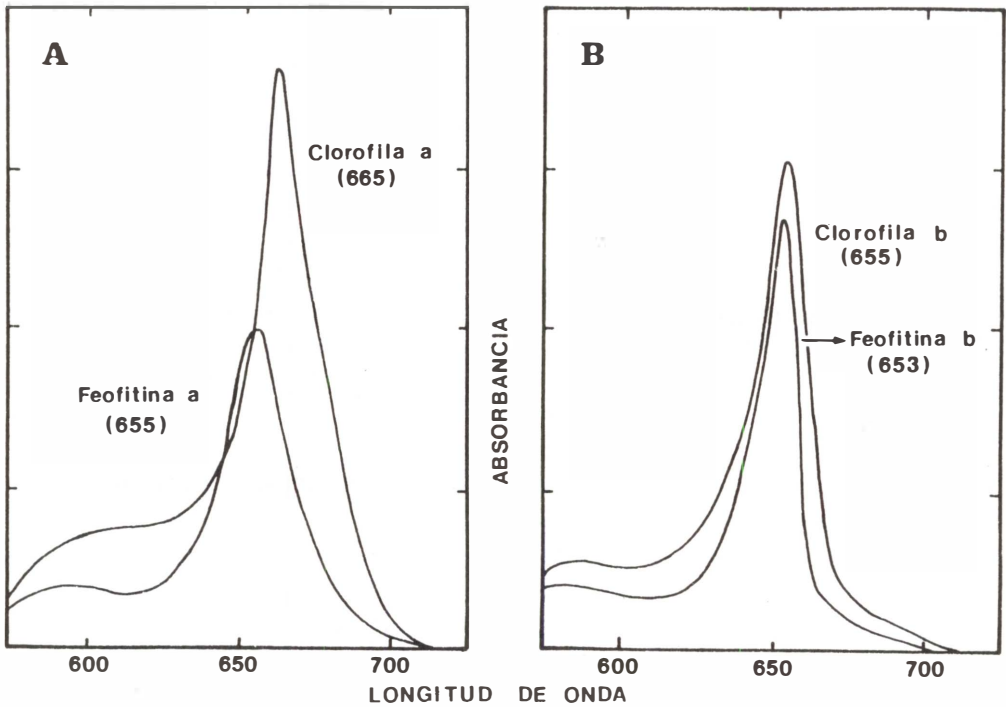 A
Clorofila a
(665)
Feofitina a
(655)
600
650
700
B
Clorofila b
(655)
Feofitina b
(653)
600
650
700
ABSORBANCIA
LONGITUD DE ONDA